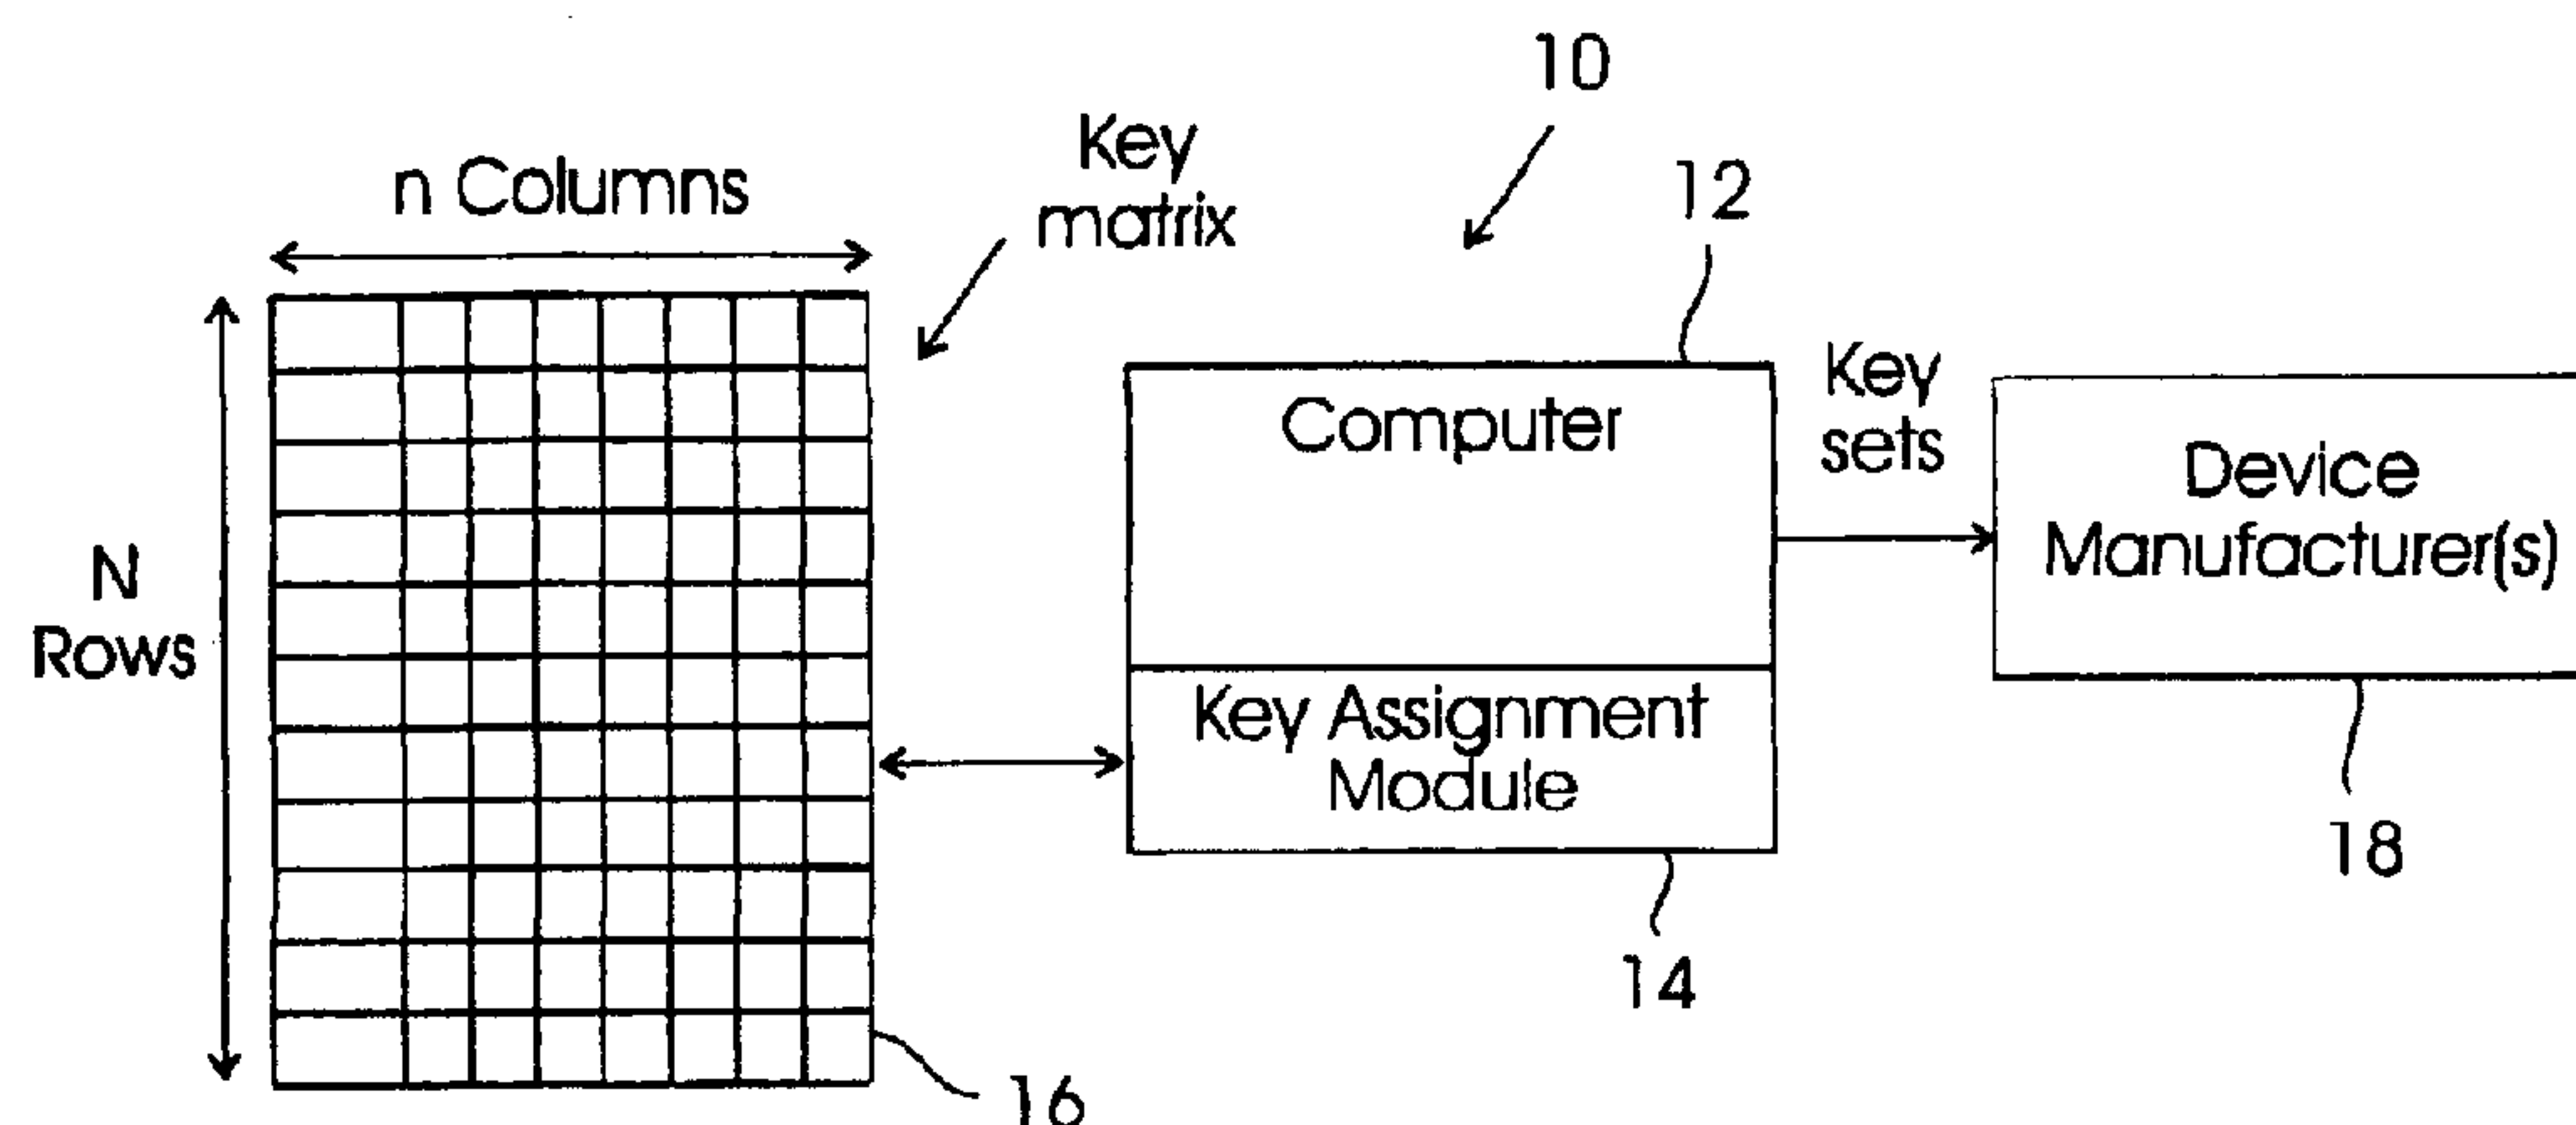 10
12
Key
matrix
n Columns
N
Rows
Computer
Key Assignment
Module
Key
sets
Device
Manufacturer(s)
18
14
16